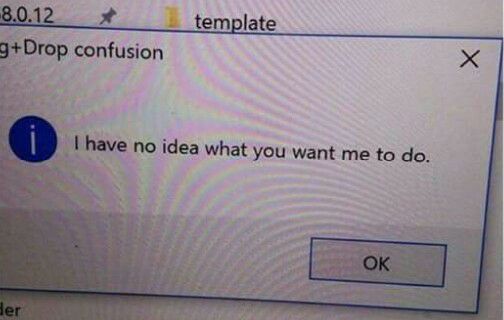 8.0.12
template
g+Drop confusion
I have no idea what you want me to do.
OK
der